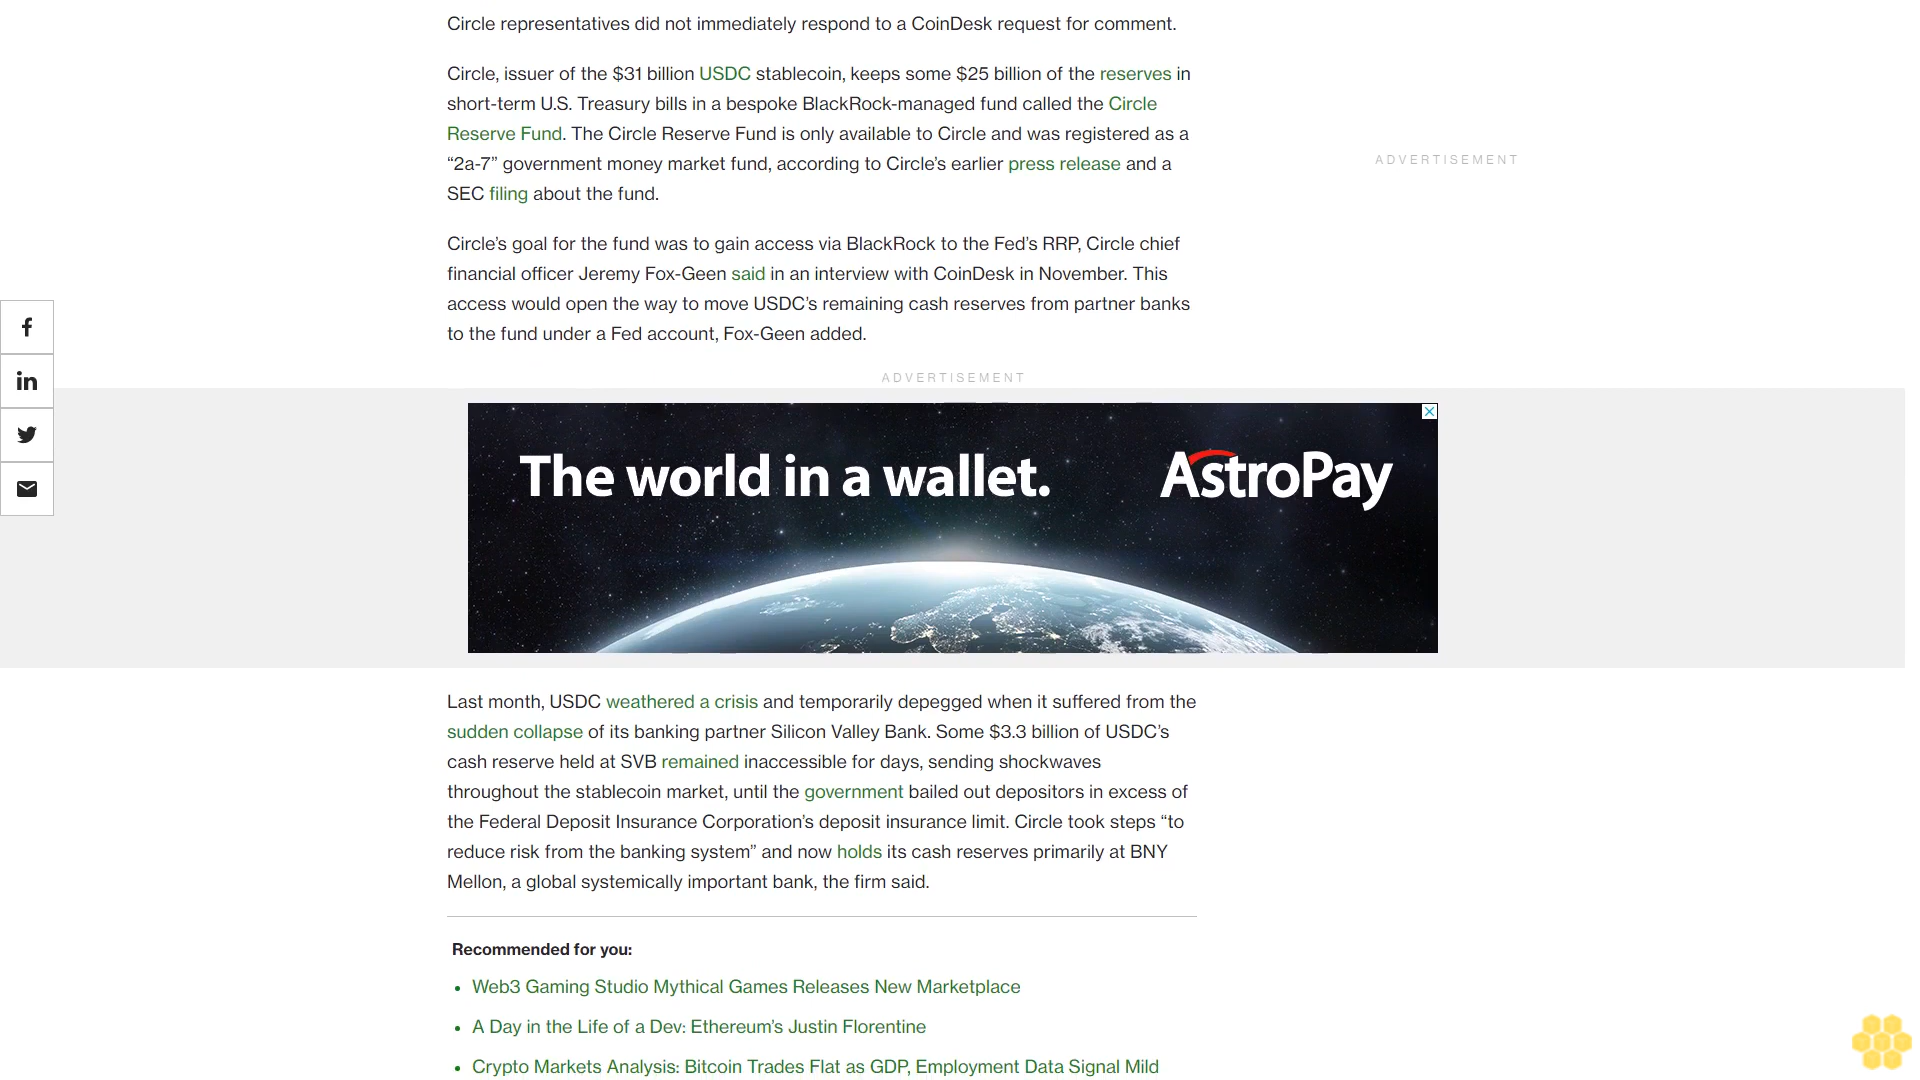 Circle representatives did not immediately respond to a CoinDesk request for comment.
Circle, issuer of the $31 billion USDC stablecoin, keeps some $25 billion of the reserves in
short-term U.S. Treasury bills in a bespoke BlackRock-managed fund called the Circle
Reserve Fund. The Circle Reserve Fund is only available to Circle and was registered as a
“2a-7” government money market fund, according to Circle’s earlier press release and a
SEC filing about the fund.
ADVERTISEMENT
Circle’s goal for the fund was to gain access via BlackRock to the Fed’s RRP, Circle chief
financial officer Jeremy Fox-Geen said in an interview with CoinDesk in November. This
access would open the way to move USDC’s remaining cash reserves from partner banks
to the fund under a Fed account, Fox-Geen added.
ADVERTISEMENT
The world in a wallet.
AstroPay
Last month, USDC weathered a crisis and temporarily depegged when it suffered from the
sudden collapse of its banking partner Silicon Valley Bank. Some $3.3 billion of USDC’s
cash reserve held at SVB remained inaccessible for days, sending shockwaves
throughout the stablecoin market, until the government bailed out depositors in excess of
the Federal Deposit Insurance Corporation’s deposit insurance limit. Circle took steps “to
reduce risk from the banking system” and now holds its cash reserves primarily at BNY
Mellon, a global systemically important bank, the firm said.
Recommended for you:
Web3 Gaming Studio Mythical Games Releases New Marketplace
A Day in the Life of a Dev: Ethereum’s Justin Florentine
Crypto Markets Analysis: Bitcoin Trades Flat as GDP, Employment Data Signal Mild